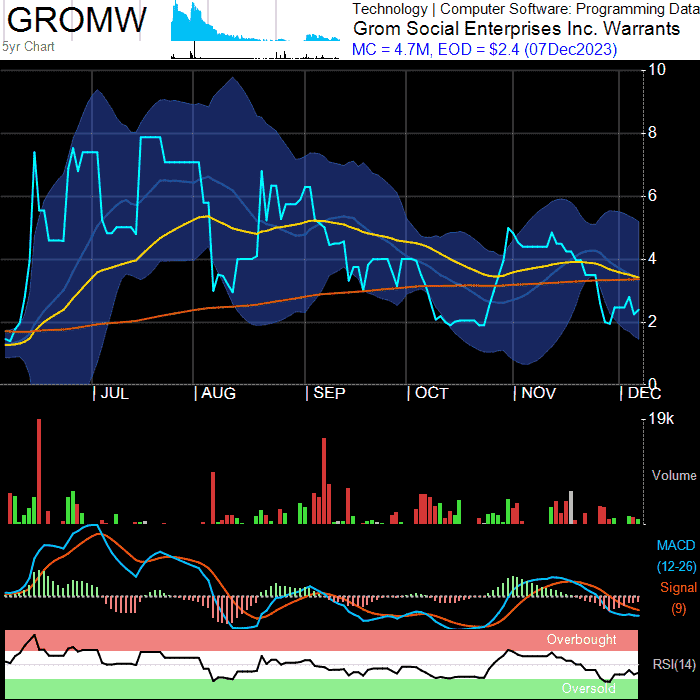 GROMW
5yr Chart
Technology | Computer Software: Programming Data
Grom Social Enterprises Inc. Warrants
MC = 4.7M, EOD = $2.4 (07Dec2023)
10
8
6
4
2
0
| JUL | AUG | SEP | OCT | NOV | DEC
19k
Volume
MACD
(12-26)
Signal
(9)
Overbought
RSI(14)
Oversold